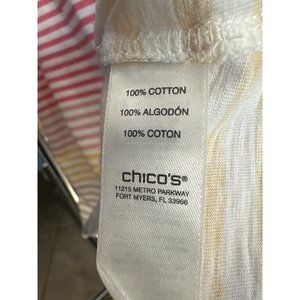 100% COTTON
100% ALGODÓN
100% COTON
chico's®
11215 METRO PARKWAY
FORT MYERS, FL 33966